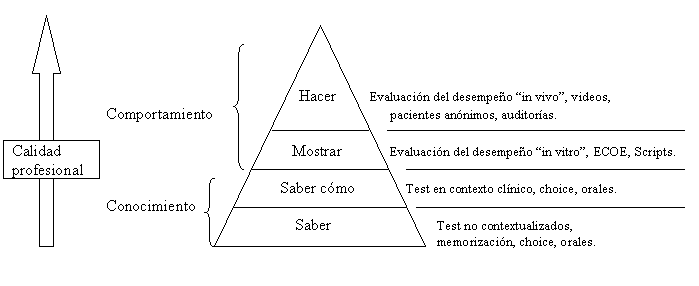 Hacer
Evaluación del desempeño “in vivo”, videos,
pacientes anónimos, auditorías.
Comportamiento
Calidad
profesional
Mostrar
Evaluación del desempeño “in vitro”, ECOE, Scripts.
Saber cómo
Test en contexto clínico, choice, orales.
Conocimiento
Saber
Test no contextualizados,
memorización, choice, orales.